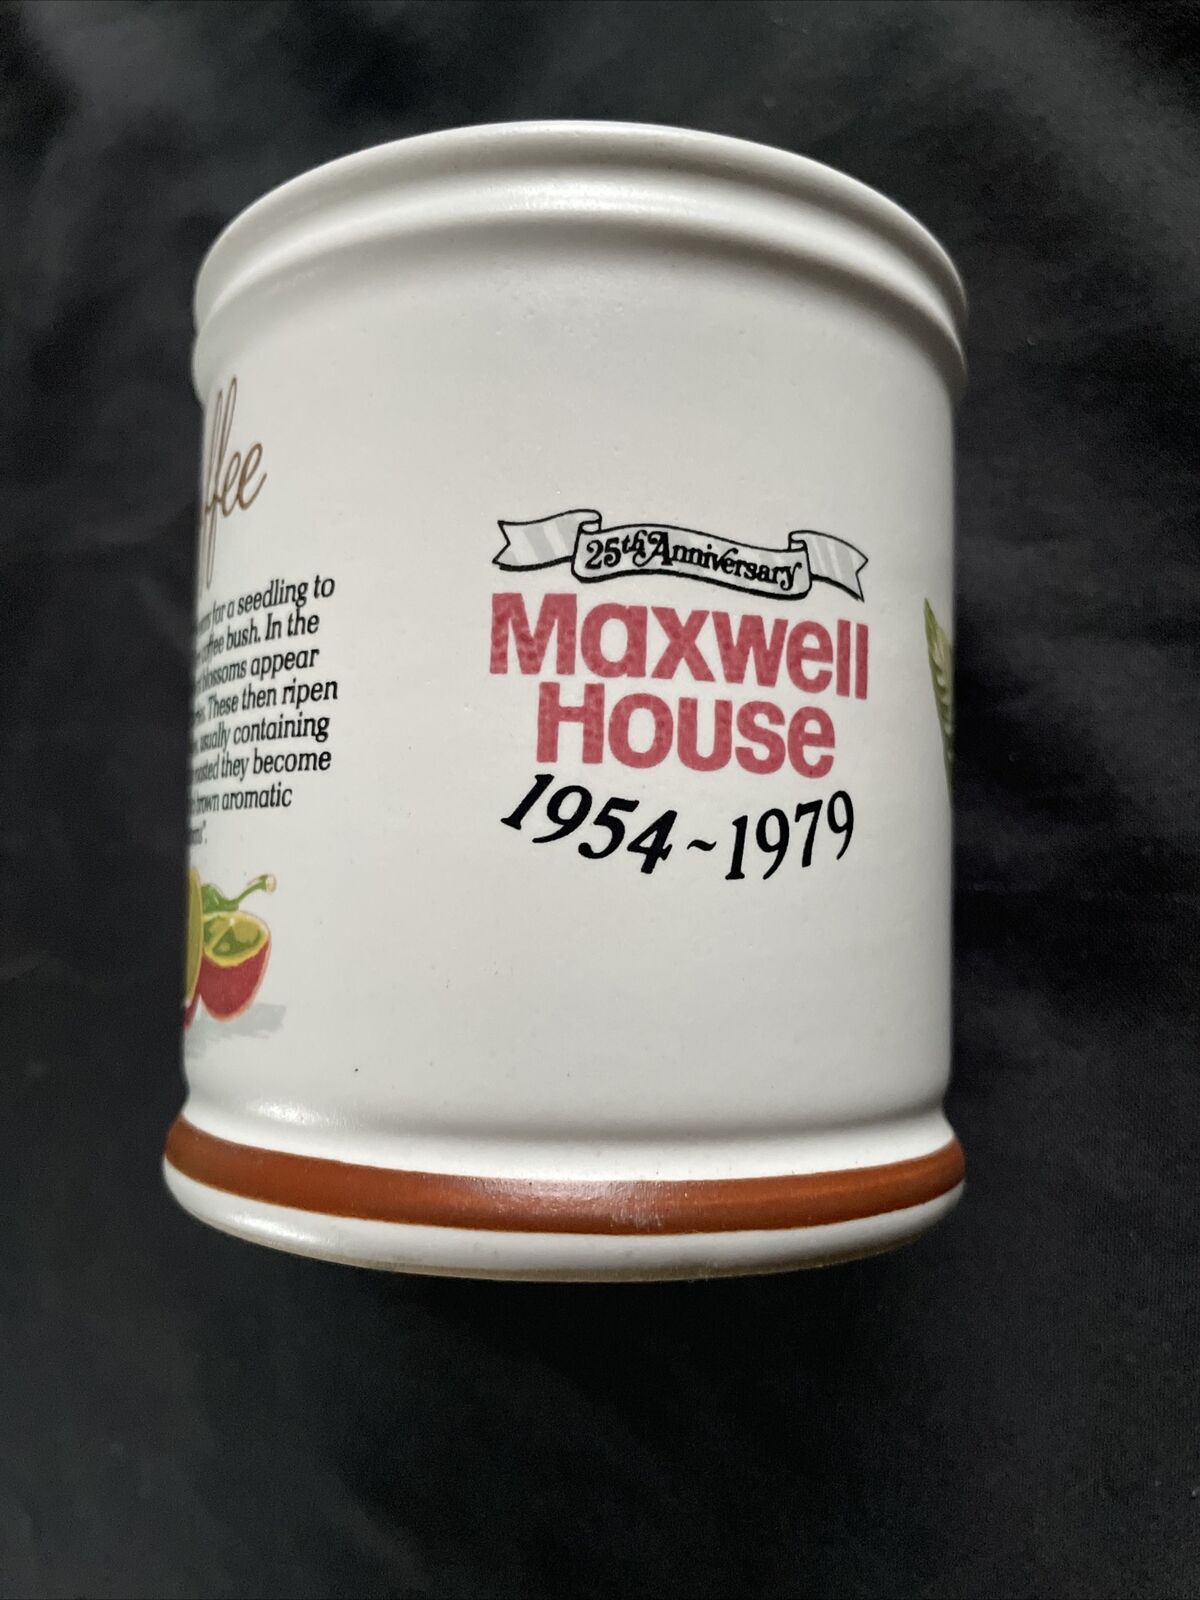 ffee
for a seedling to
bush. In the
blossoms appear
These then ripen
usually containing
roasted they become
brown aromatic
25th Anniversary
Maxwell
House
1954~1979